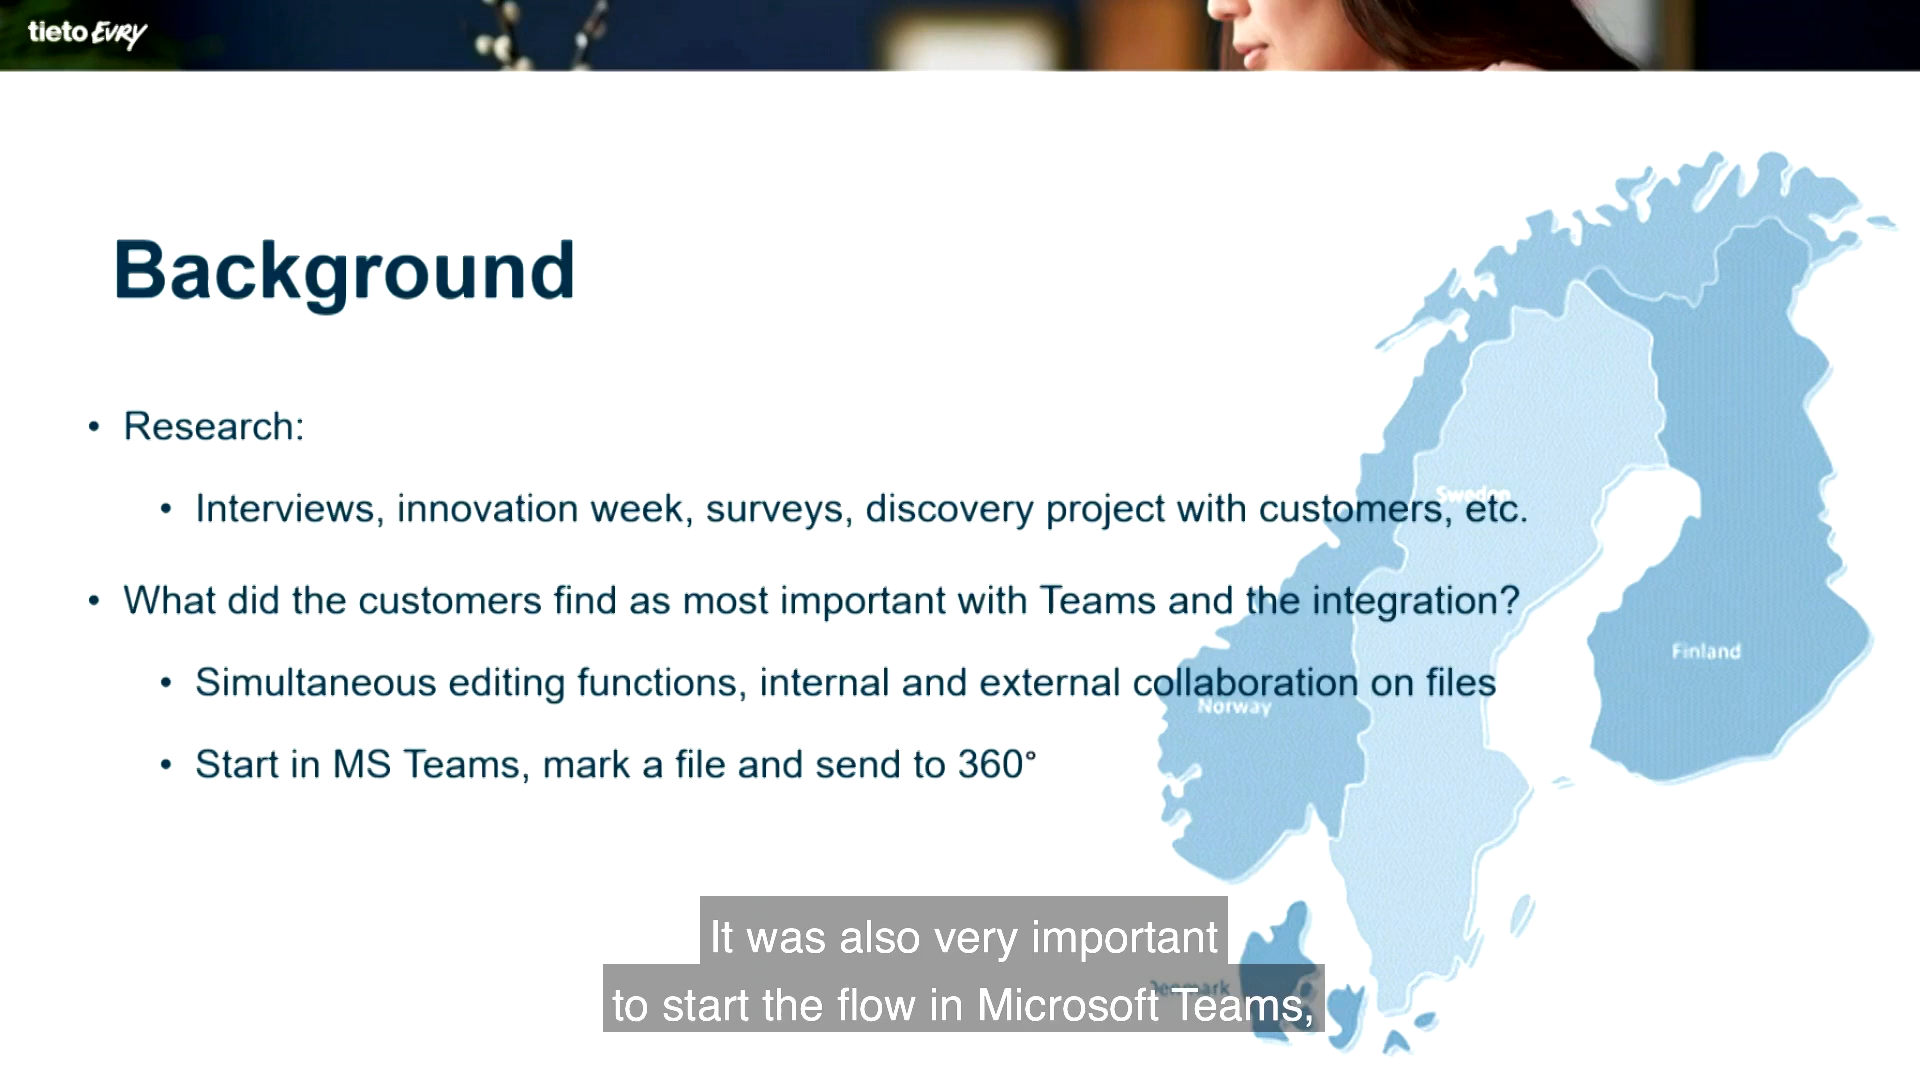 tieto EVRY
Background
• Research:
• Interviews, innovation week, surveys, discovery project with customers, etc.
• What did the customers find as most important with Teams and the integration?
• Simultaneous editing functions, internal and external collaboration on files
• Start in MS Teams, mark a file and send to 360°
Sweden
Finland
Norway
Denmark
It was also very important
to start the flow in Microsoft Teams,